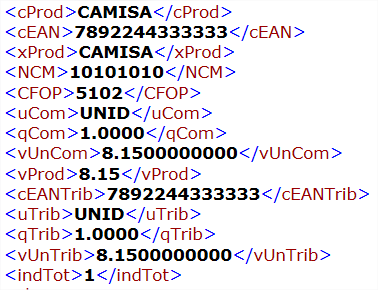 <cProd>CAMISA</cProd>
<cEAN>7892244333333</cEAN>
<xProd>CAMISA</xProd>
<NCM>10101010</NCM>
<CFOP>5102</CFOP>
<uCom>UNID</uCom>
<qCom>1.0000</qCom>
<vUnCom>8.1500000000</vUnCom>
<vProd>8.15</vProd>
<cEANTrib>7892244333333</cEANTrib>
<uTrib>UNID</uTrib>
<qTrib>1.0000</qTrib>
<vUnTrib>8.1500000000</vUnTrib>
<indTot>1</indTot>